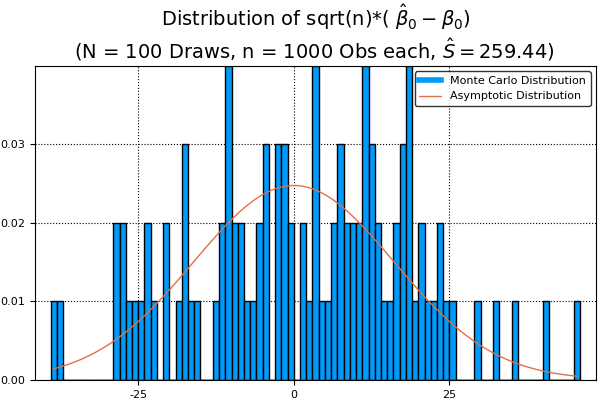 Distribution of sqrt(n)*( β̂₀ − β₀)
(N = 100 Draws, n = 1000 Obs each, Ŝ = 259.44)
Monte Carlo Distribution
Asymptotic Distribution
0.03
0.02
0.01
0.00
-25 0 25